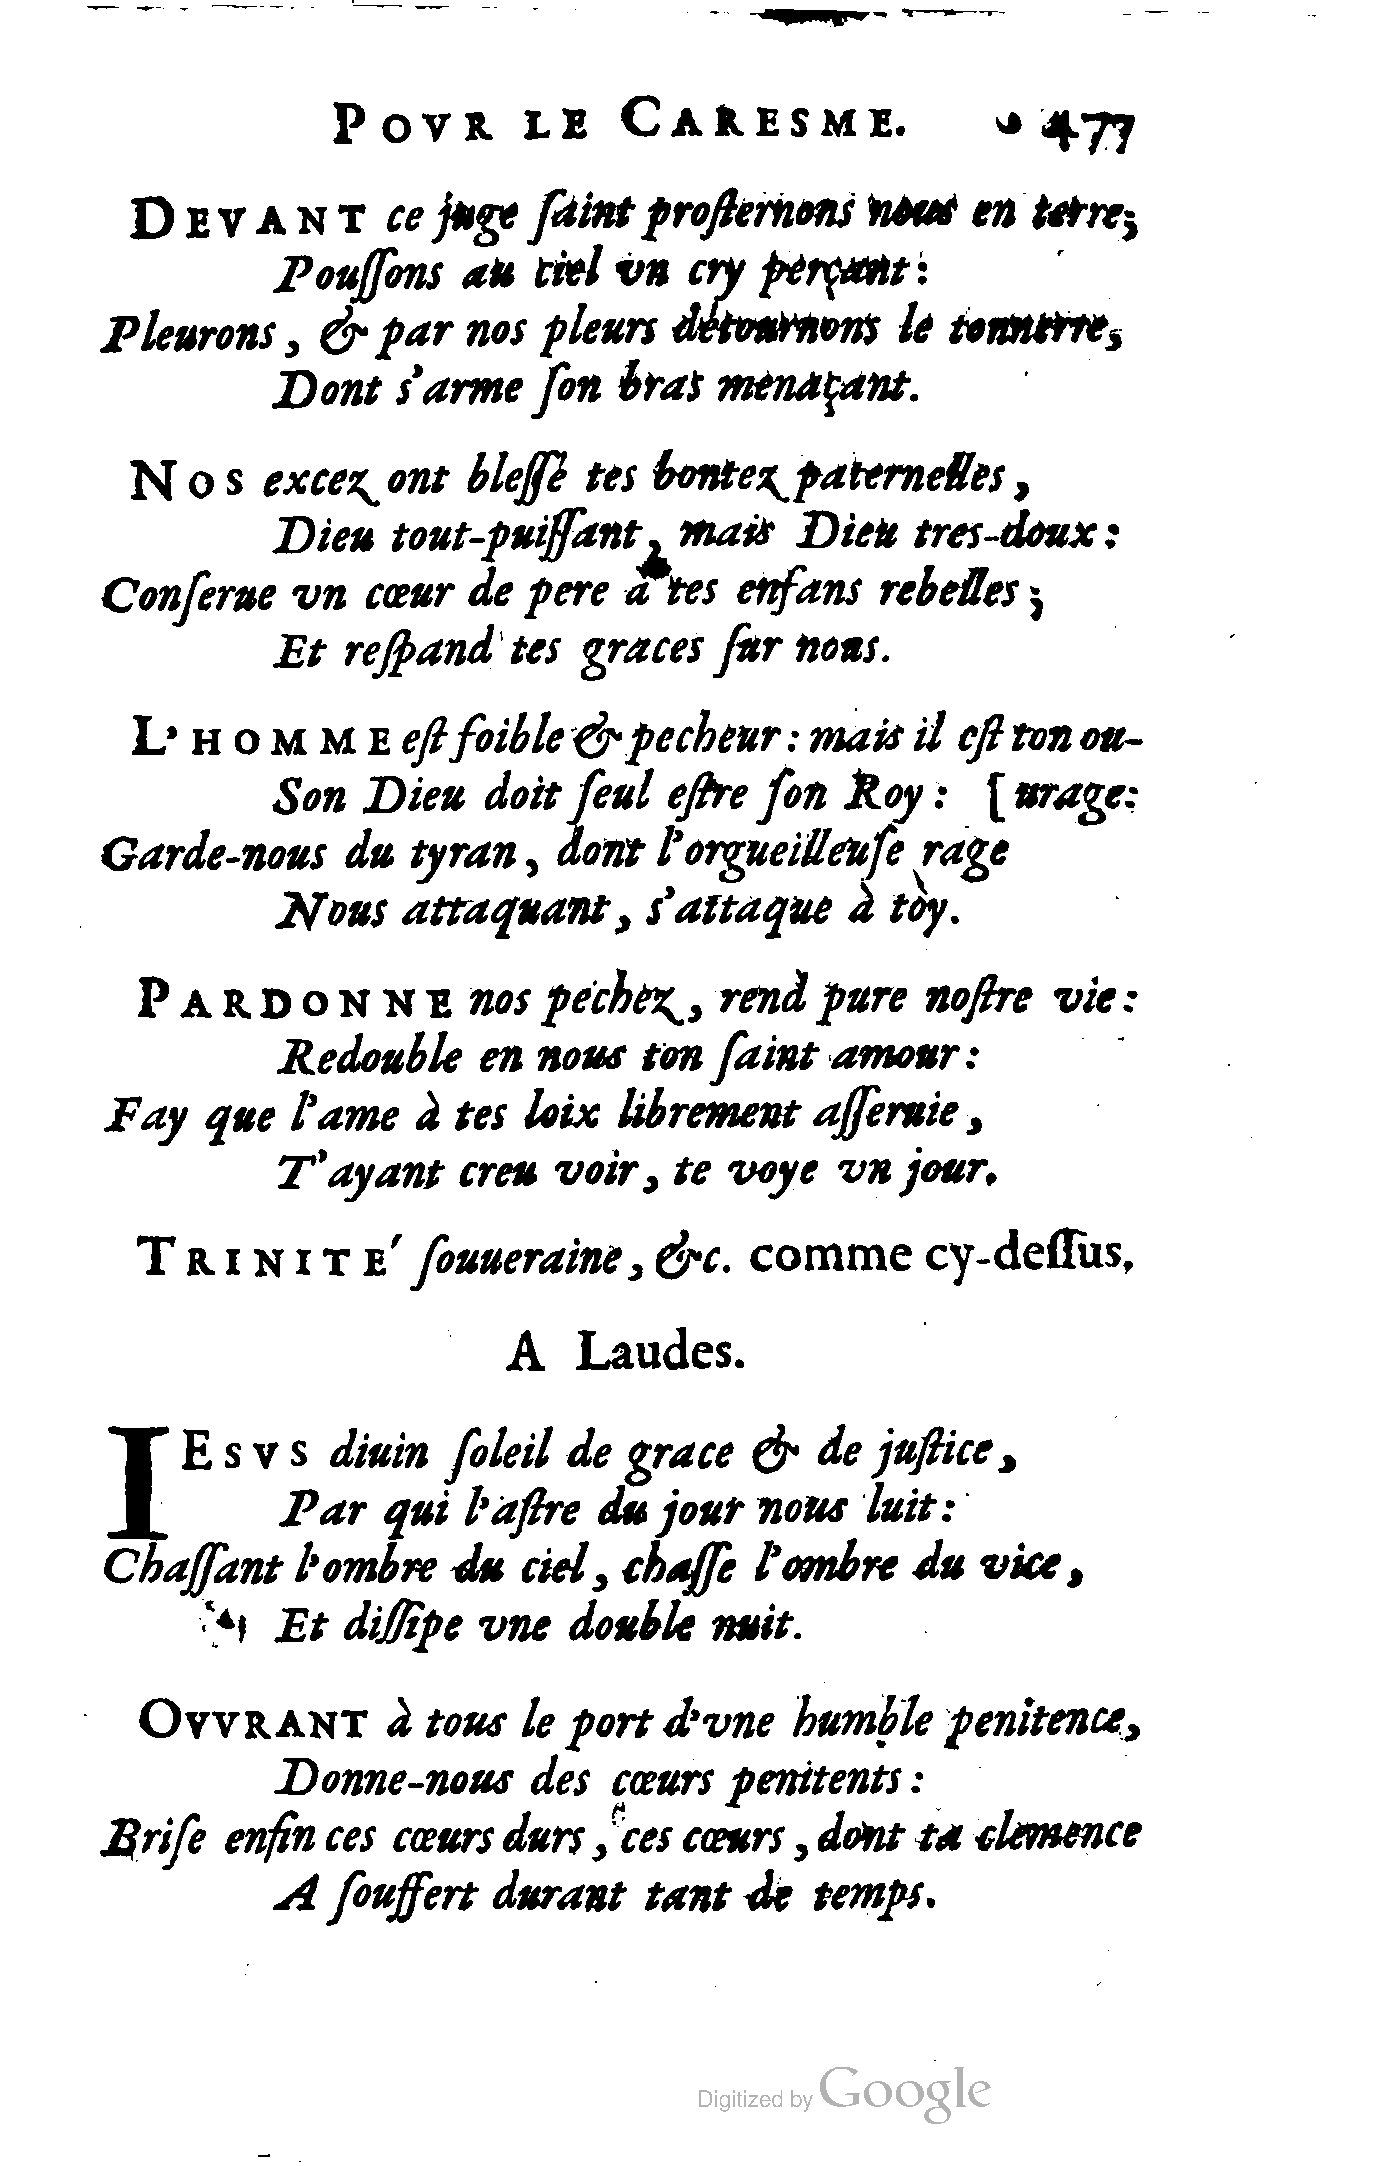 POVR LE CARESME. 477
DEVANT ce juge ſaint proſternons nous en terre;
Pouſſons au ciel vn cry perçant:
Pleurons, & par nos pleurs détournons le tonnerre,
Dont s'arme ſon bras menaçant.
NOS excez ont bleſſé tes bontez paternelles,
Dieu tout-puiſſant, mais Dieu tres-doux:
Conſerue vn cœur de pere à tes enfans rebelles;
Et reſpand tes graces ſur nous.
L'HOMME eſt foible & pecheur: mais il eſt ton ou-
Son Dieu doit ſeul eſtre ſon Roy: [urage:
Garde-nous du tyran, dont l'orgueilleuſe rage
Nous attaquant, s'attaque à toy.
PARDONNE nos pechez, rend pure noſtre vie:
Redouble en nous ton ſaint amour:
Fay que l'ame à tes loix librement aſſeruie,
T'ayant creu voir, te voye vn jour.
TRINITE' ſouueraine, &c. comme cy-deſſus,
A Laudes.
IESVS diuin ſoleil de grace & de juſtice,
Par qui l'aſtre du jour nous luit:
Chaſſant l'ombre du ciel, chaſſe l'ombre du vice,
Et diſſipe vne double nuit.
OVVRANT à tous le port d'vne humble penitence,
Donne-nous des cœurs penitents:
Briſe enfin ces cœurs durs, ces cœurs, dont ta clemence
A ſouffert durant tant de temps.
Digitized by Google